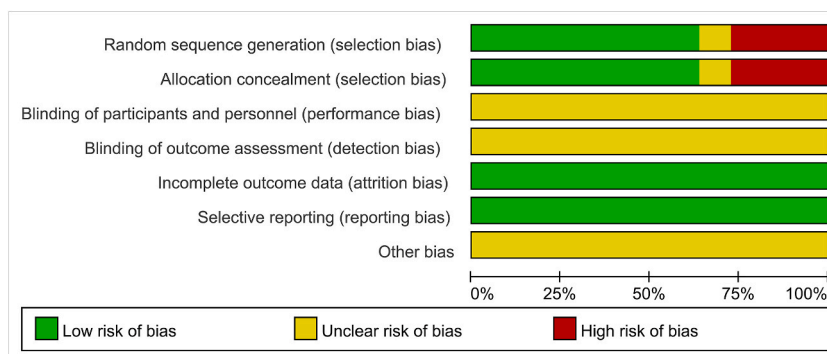 Random sequence generation (selection bias)
Allocation concealment (selection bias)
Blinding of participants and personnel (performance bias)
Blinding of outcome assessment (detection bias)
Incomplete outcome data (attrition bias)
Selective reporting (reporting bias)
Other bias
0% 25% 50% 75% 100%
Low risk of bias Unclear risk of bias High risk of bias